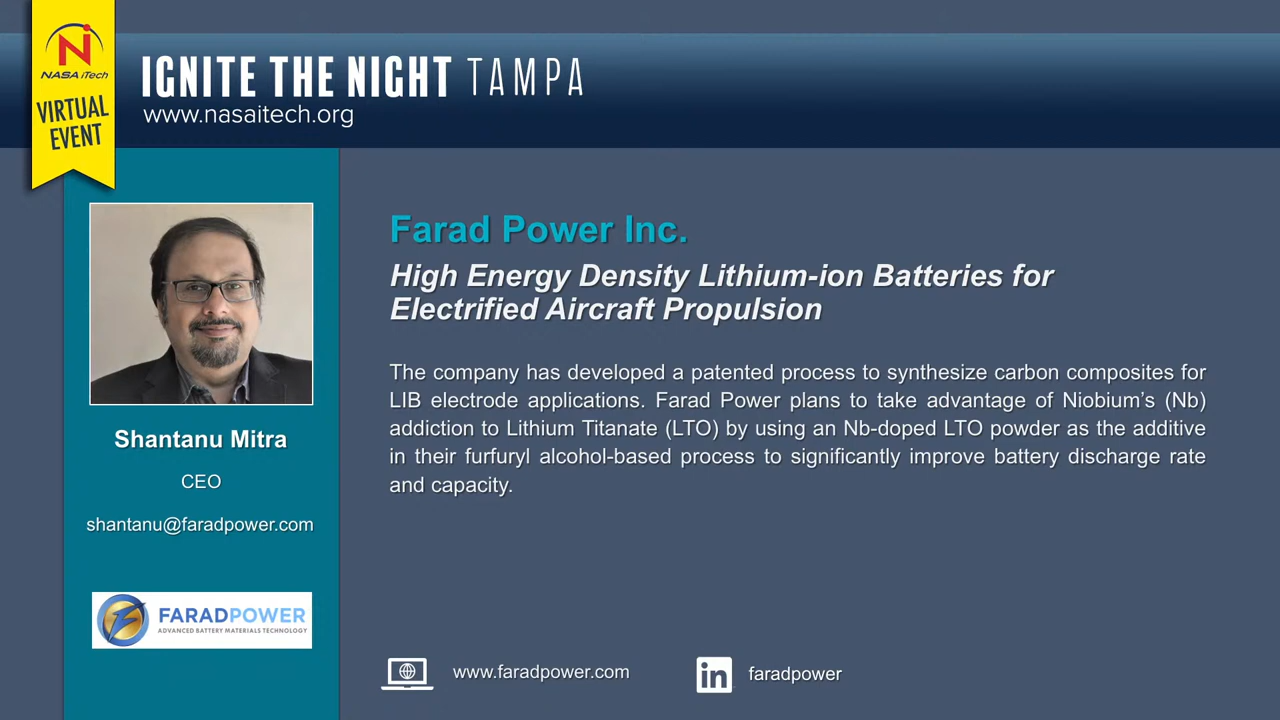 NASA iTech
VIRTUAL
EVENT
IGNITE THE NIGHT TAMPA
www.nasaitech.org
Shantanu Mitra
CEO
shantanu@faradpower.com
FARADPOWER
ADVANCED BATTERY MATERIALS TECHNOLOGY
Farad Power Inc.
High Energy Density Lithium-ion Batteries for
Electrified Aircraft Propulsion
The company has developed a patented process to synthesize carbon composites for
LIB electrode applications. Farad Power plans to take advantage of Niobium’s (Nb)
addiction to Lithium Titanate (LTO) by using an Nb-doped LTO powder as the additive
in their furfuryl alcohol-based process to significantly improve battery discharge rate
and capacity.
www.faradpower.com
in faradpower